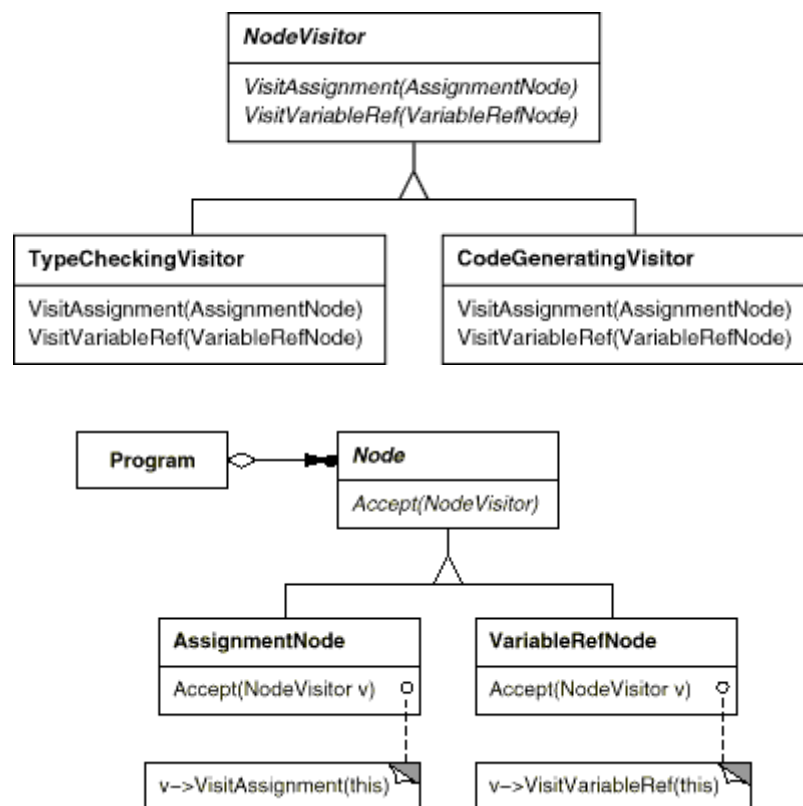 NodeVisitor
VisitAssignment(AssignmentNode)
VisitVariableRef(VariableRefNode)
TypeCheckingVisitor
VisitAssignment(AssignmentNode)
VisitVariableRef(VariableRefNode)
CodeGeneratingVisitor
VisitAssignment(AssignmentNode)
VisitVariableRef(VariableRefNode)
Program
Node
Accept(NodeVisitor)
AssignmentNode
Accept(NodeVisitor v)
v->VisitAssignment(this)
VariableRefNode
Accept(NodeVisitor v)
v->VisitVariableRef(this)